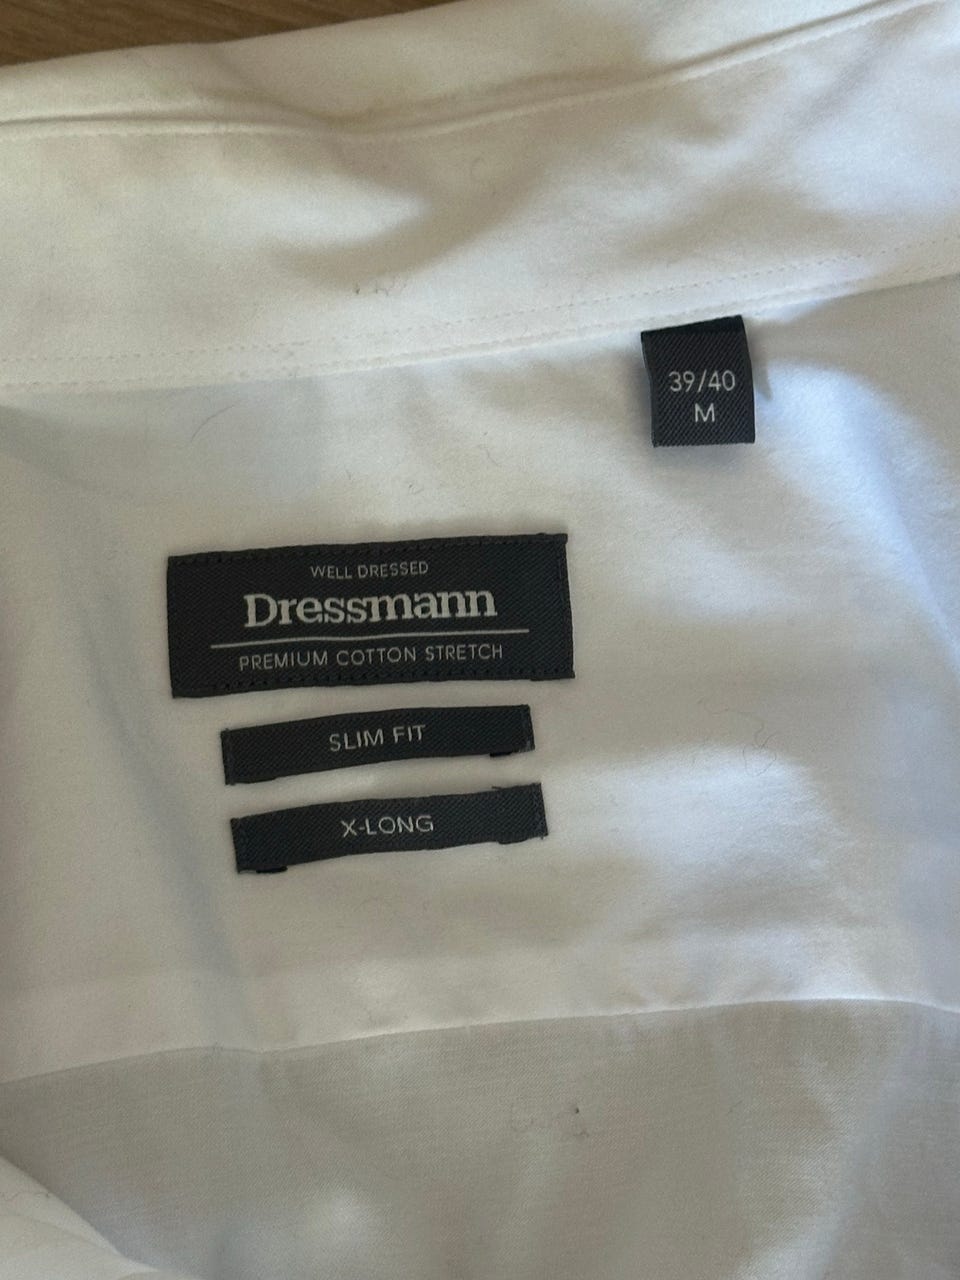 39/40
M
WELL DRESSED
Dressmann
PREMIUM COTTON STRETCH
SLIM FIT
X-LONG